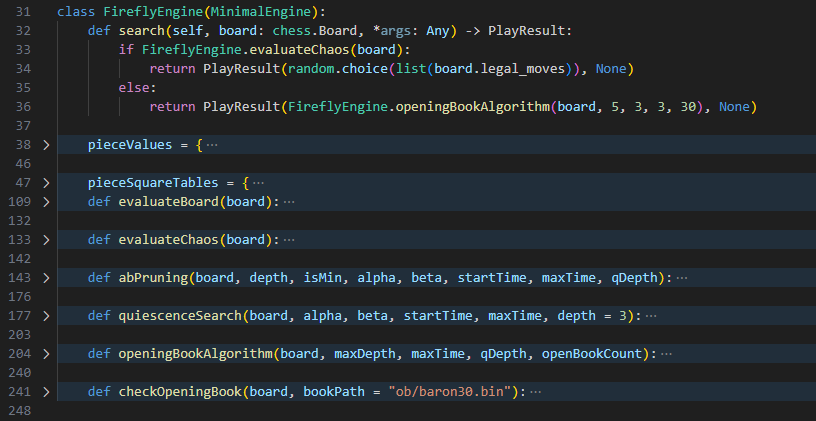 31 class FireflyEngine(MinimalEngine):
32     def search(self, board: chess.Board, *args: Any) -> PlayResult:
33         if FireflyEngine.evaluateChaos(board):
34             return PlayResult(random.choice(list(board.legal_moves)), None)
35         else:
36             return PlayResult(FireflyEngine.openingBookAlgorithm(board, 5, 3, 3, 30), None)
37
38 >     pieceValues = {···
46
47 >     pieceSquareTables = {···
109 >     def evaluateBoard(board):···
132
133 >     def evaluateChaos(board):···
142
143 >     def abPruning(board, depth, isMin, alpha, beta, startTime, maxTime, qDepth):···
176
177 >     def quiescenceSearch(board, alpha, beta, startTime, maxTime, depth = 3):···
203
204 >     def openingBookAlgorithm(board, maxDepth, maxTime, qDepth, openBookCount):···
240
241 >     def checkOpeningBook(board, bookPath = "ob/baron30.bin"):···
248